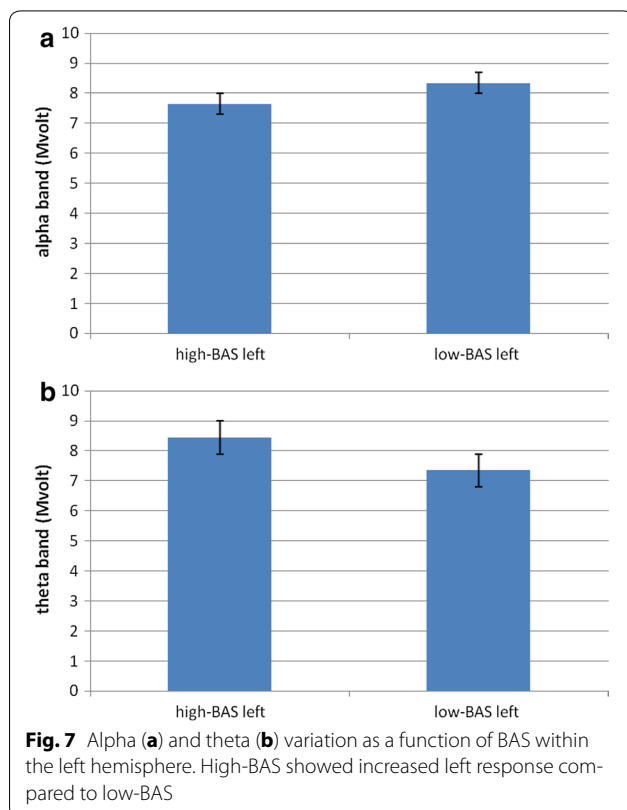 a
10
9
8
7
6
5
4
3
2
1
0
alpha band (Mvolt)
high-BAS left low-BAS left
b
10
9
8
7
6
5
4
3
2
1
0
theta band (Mvolt)
high-BAS left low-BAS left
Fig. 7 Alpha (a) and theta (b) variation as a function of BAS within
the left hemisphere. High-BAS showed increased left response com-
pared to low-BAS